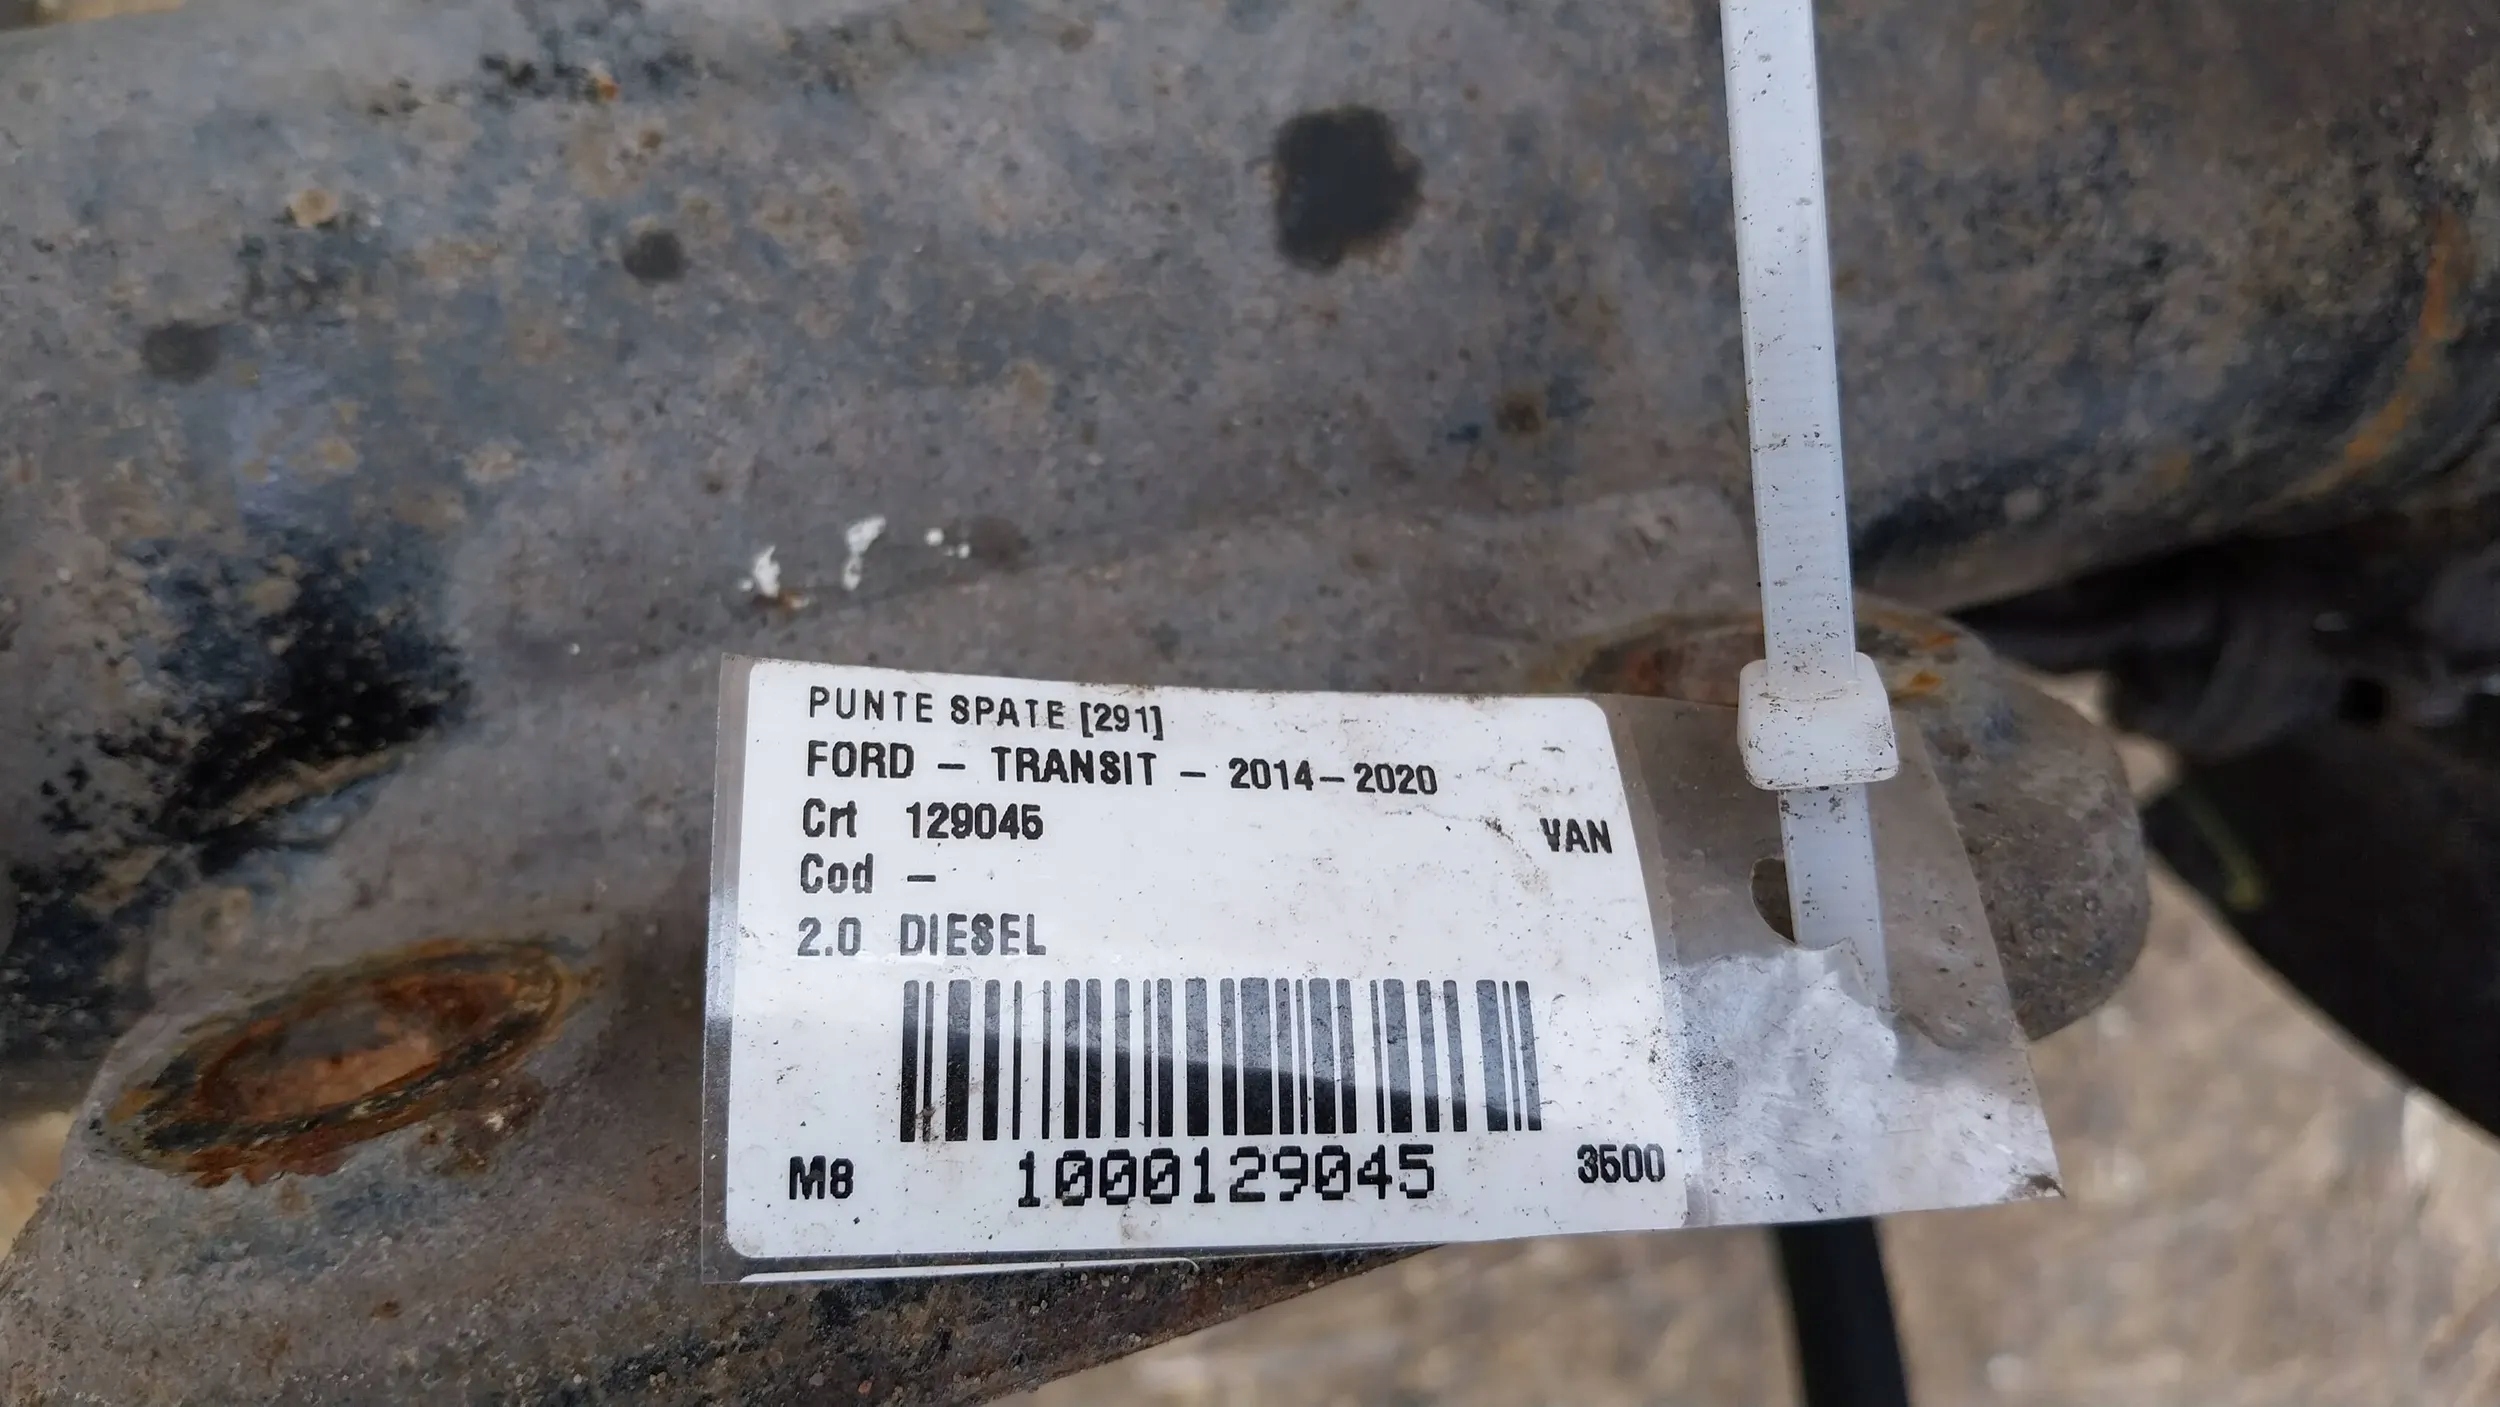 PUNTE SPATE [291]
FORD - TRANSIT - 2014-2020
Crt 129045
VAN
Cod -
2.0 DIESEL
M8 1000129045 3500